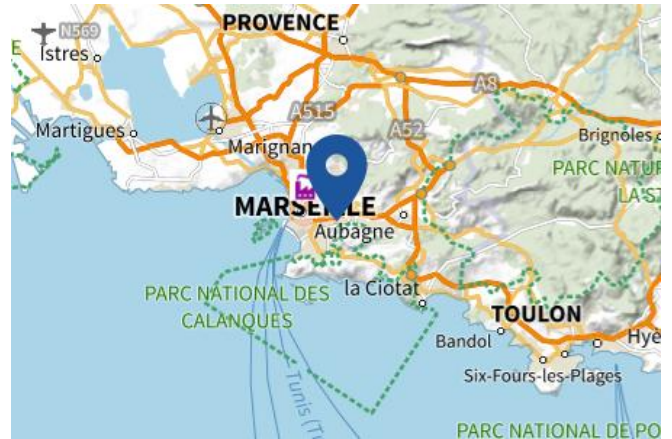 PROVENCE
N569
E
Istres
A8
A515
A52
Martigues
Brignoles
Marignan
PARC NATUR
LA S
MARSEILLE
Aubagne
la Ciotat
PARC NATIONAL DES
CALANQUES
TOULON
Bandol
Hyè
Six-Fours-les-Plages
Tunis (Tu
PARC NATIONAL DE PO